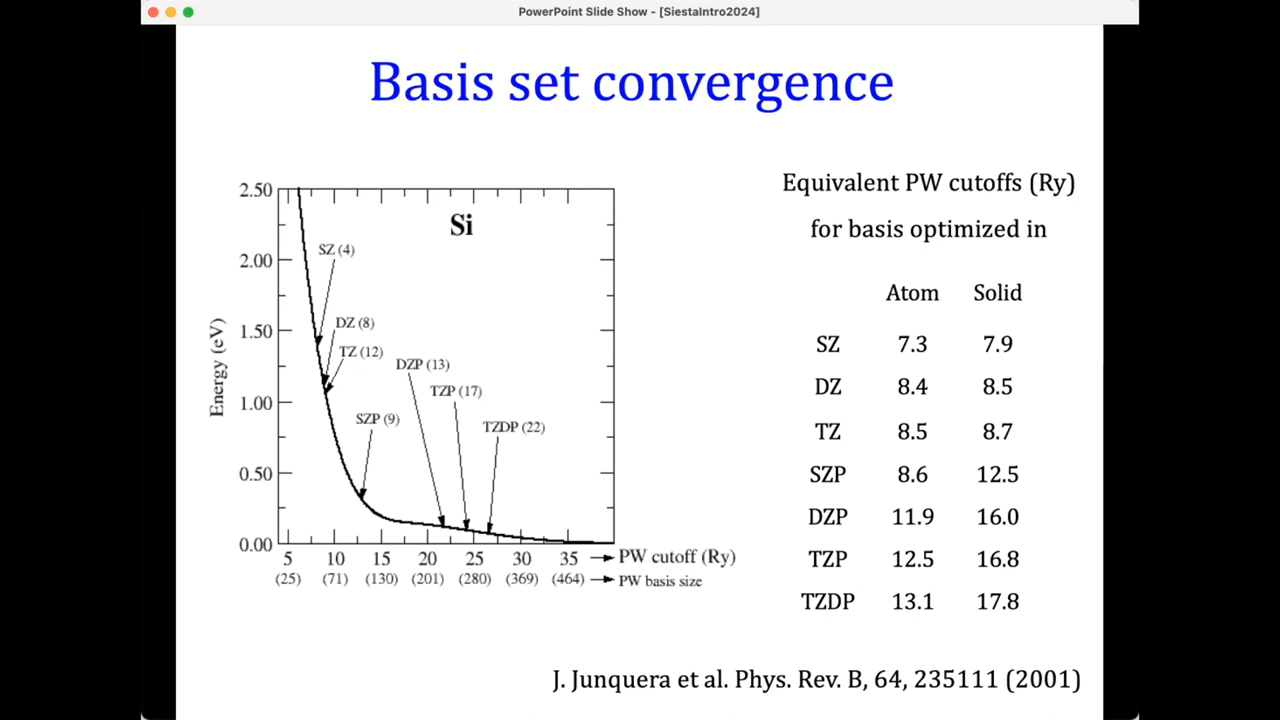 PowerPoint Slide Show - [SiestaIntro2024]
Basis set convergence
Si
Energy (eV)
2.50
2.00
1.50
1.00
0.50
0.00
SZ (4)
DZ (8)
TZ (12)
DZP (13)
TZP (17)
SZP (9)
TZDP (22)
5 10 15 20 25 30 35 PW cutoff (Ry)
(25) (71) (130) (201) (280) (369) (464) PW basis size
Equivalent PW cutoffs (Ry)
for basis optimized in
Atom Solid
SZ 7.3 7.9
DZ 8.4 8.5
TZ 8.5 8.7
SZP 8.6 12.5
DZP 11.9 16.0
TZP 12.5 16.8
TZDP 13.1 17.8
J. Junquera et al. Phys. Rev. B, 64, 235111 (2001)